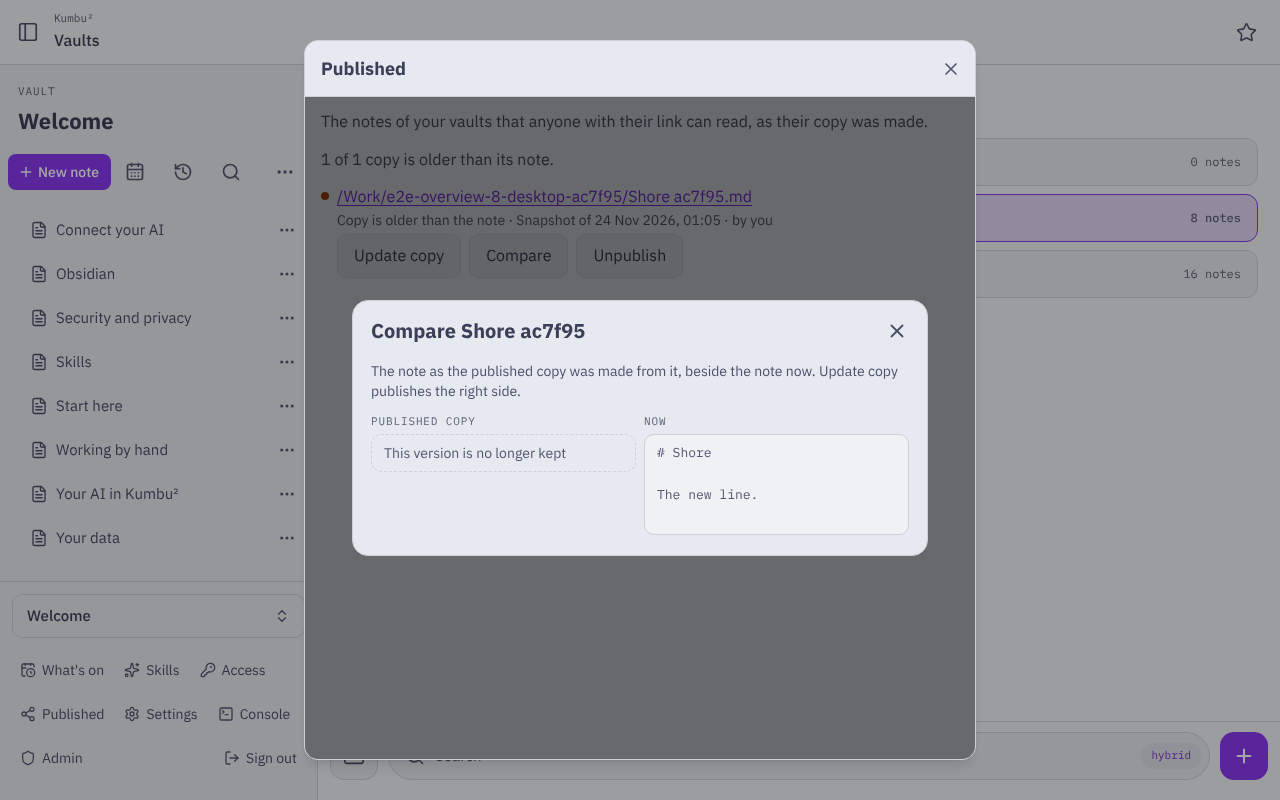 Kumbu²
Vaults
VAULT
Welcome
New note
Connect your AI
Obsidian
Security and privacy
Skills
Start here
Working by hand
Your AI in Kumbu²
Your data
Welcome
What's on
Skills
Access
Published
Settings
Console
Admin
Sign out
Published
The notes of your vaults that anyone with their link can read, as their copy was made.
1 of 1 copy is older than its note.
/Work/e2e-overview-8-desktop-ac7f95/Shore ac7f95.md
Copy is older than the note · Snapshot of 24 Nov 2026, 01:05 · by you
Update copy
Compare
Unpublish
Compare Shore ac7f95
The note as the published copy was made from it, beside the note now. Update copy
publishes the right side.
PUBLISHED COPY
This version is no longer kept
NOW
# Shore
The new line.
0 notes
8 notes
16 notes
hybrid